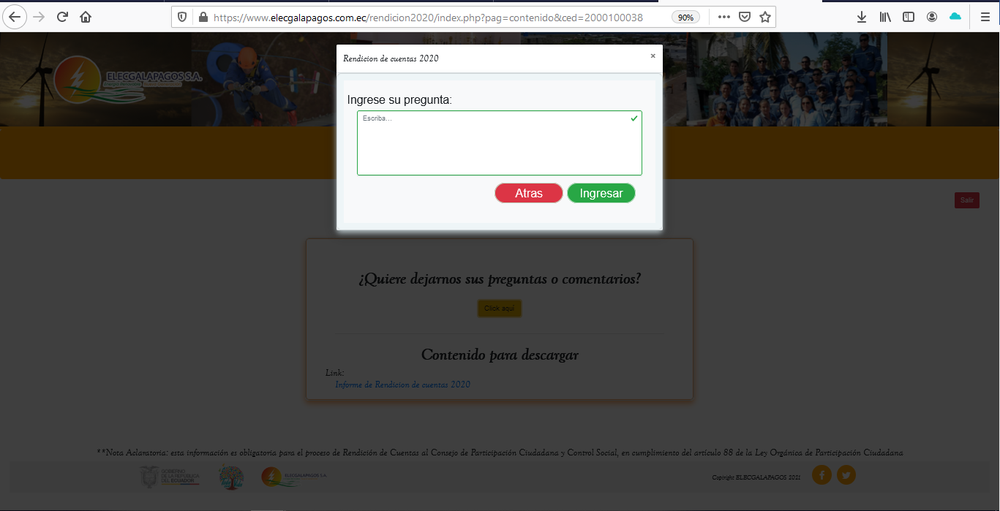 https://www.elecgalapagos.com.ec/rendicion2020/index.php?pag=contenido&ced=2000100038
90%
ELECGALAPAGOS S.A.
Rendicion de cuentas 2020
×
Ingrese su pregunta:
Escriba...
Atras
Ingresar
Salir
¿Quiere dejarnos sus preguntas o comentarios?
Click aquí
Contenido para descargar
Link:
Informe de Rendicion de cuentas 2020
**Nota Aclaratoria: esta información es obligatoria para el proceso de Rendición de Cuentas al Consejo de Participación Ciudadana y Control Social, en cumplimiento del artículo 88 de la Ley Orgánica de Participación Ciudadana
GOBIERNO
DE LA REPÚBLICA
DEL ECUADOR
ELECGALAPAGOS S.A.
Copiright ELECGALAPAGOS 2021